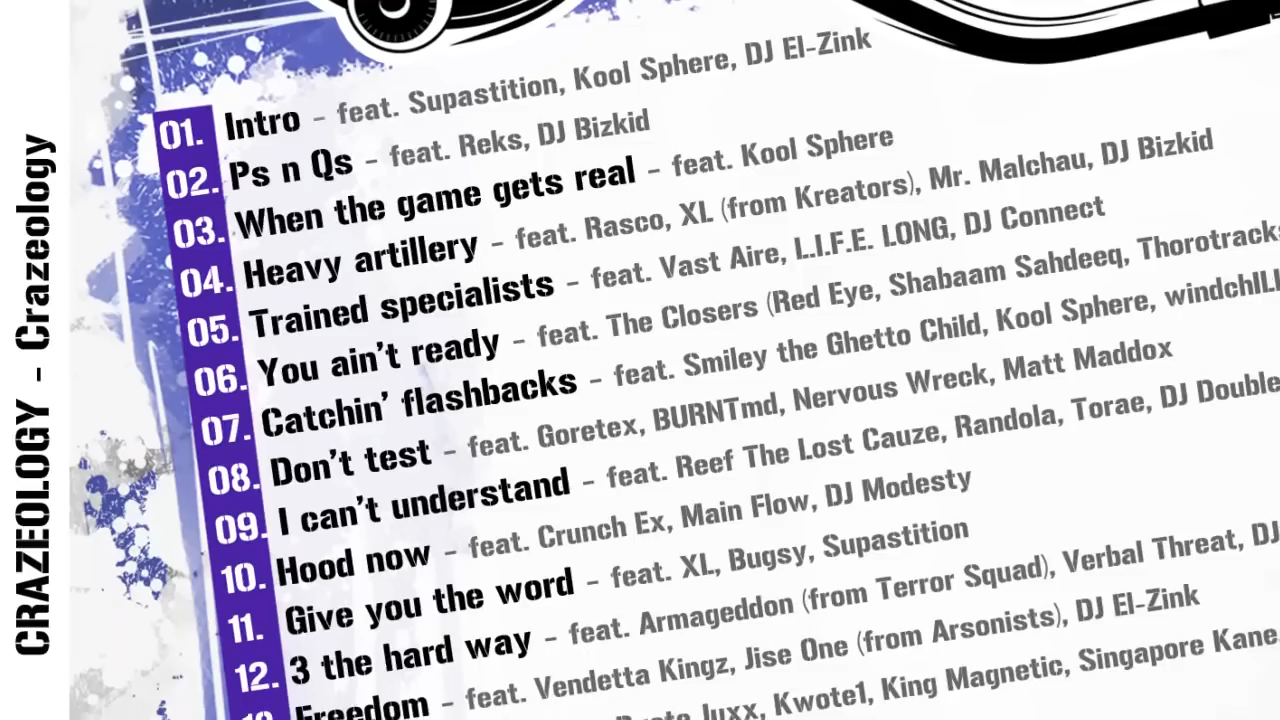 CRAZEOLOGY - Crazeology
01. Intro - feat. Supastition, Kool Sphere, DJ El-Zink
02. Ps n Qs - feat. Reks, DJ Bizkid
03. When the game gets real - feat. Kool Sphere
04. Heavy artillery - feat. Rasco, XL (from Kreators), Mr. Malchau, DJ Bizkid
05. Trained specialists - feat. Vast Aire, L.I.F.E. LONG, DJ Connect
06. You ain't ready - feat. The Closers (Red Eye, Shabaam Sahdeeq, Thorotracks
07. Catchin' flashbacks - feat. Smiley the Ghetto Child, Kool Sphere, windchILL
08. Don't test - feat. Goretex, BURNTmd, Nervous Wreck, Matt Maddox
09. I can't understand - feat. Reef The Lost Cauze, Randola, Torae, DJ Double
10. Hood now - feat. Crunch Ex, Main Flow, DJ Modesty
11. Give you the word - feat. XL, Bugsy, Supastition
12. 3 the hard way - feat. Armageddon (from Terror Squad), Verbal Threat, DJ
Freedom - feat. Vendetta Kingz, Jise One (from Arsonists), DJ El-Zink
Juxx, Kwote1, King Magnetic, Singapore Kane,